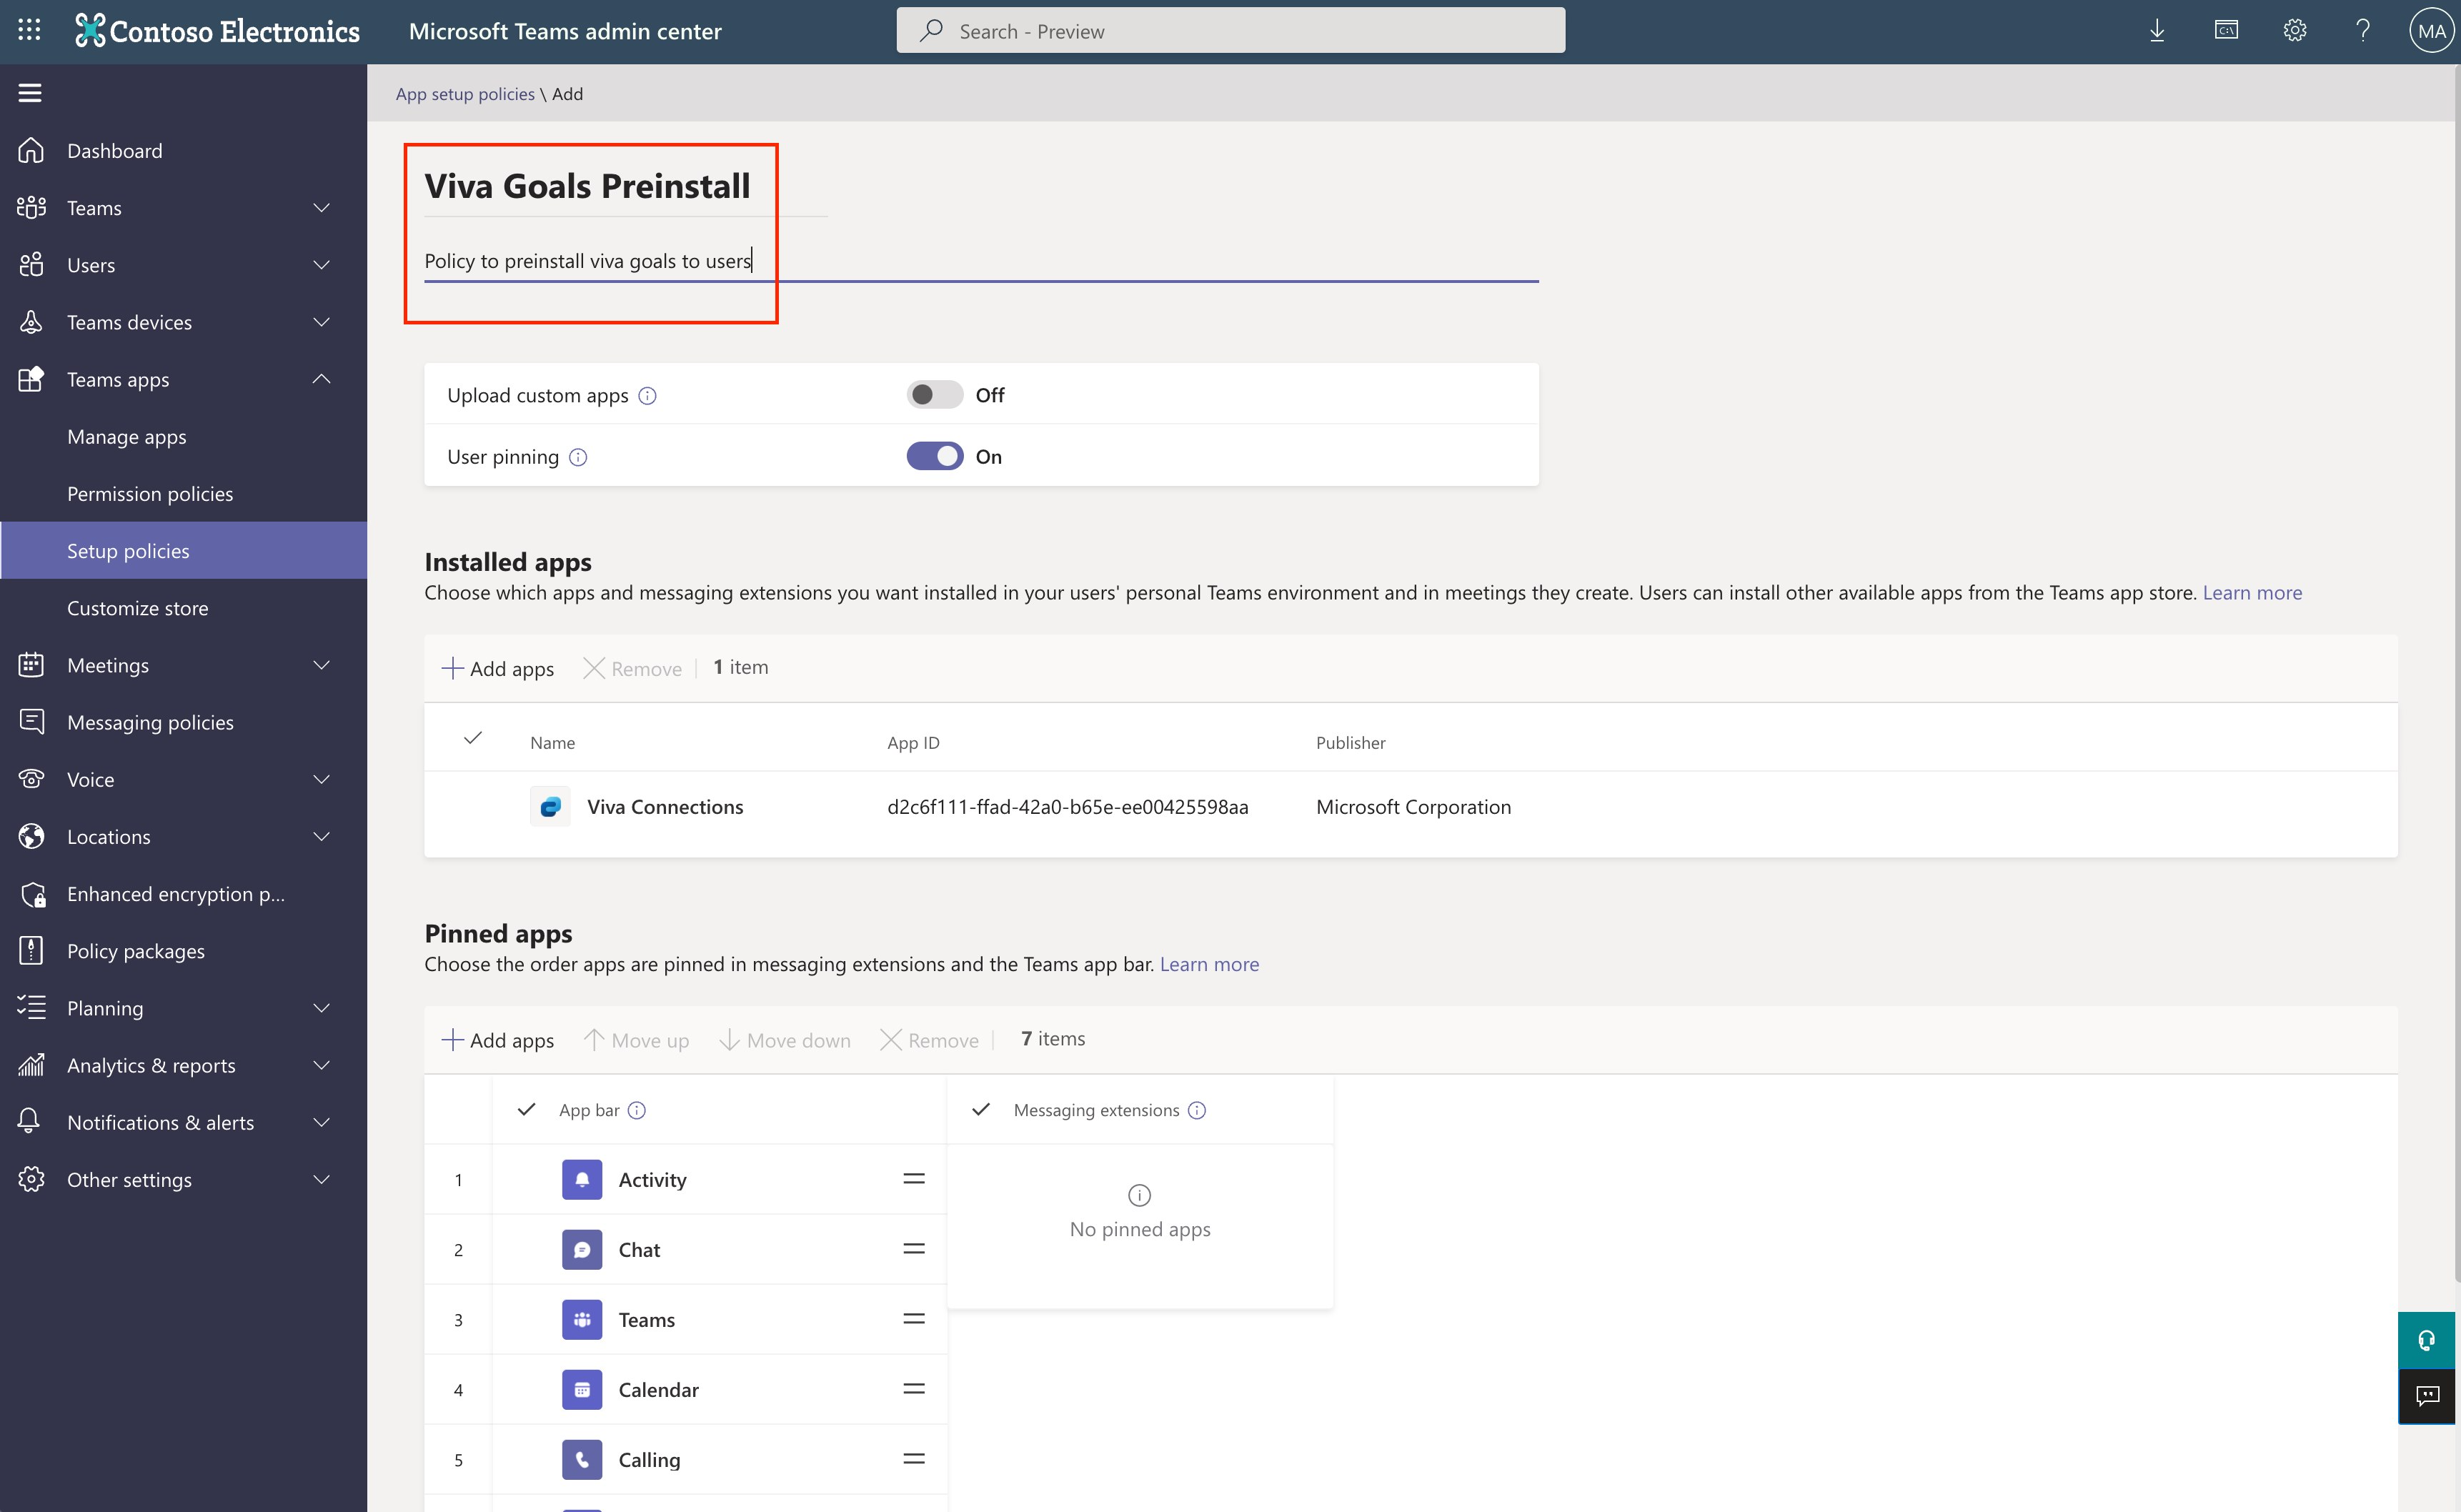 Contoso Electronics
Microsoft Teams admin center
Search - Preview
MA
App setup policies \ Add
Dashboard
Teams
Users
Teams devices
Teams apps
Manage apps
Permission policies
Setup policies
Customize store
Meetings
Messaging policies
Voice
Locations
Enhanced encryption p...
Policy packages
Planning
Analytics & reports
Notifications & alerts
Other settings
Viva Goals Preinstall
Policy to preinstall viva goals to users
Upload custom apps Off
User pinning On
Installed apps
Choose which apps and messaging extensions you want installed in your users' personal Teams environment and in meetings they create. Users can install other available apps from the Teams app store. Learn more
Add apps Remove 1 item
Name App ID Publisher
Viva Connections d2c6f111-ffad-42a0-b65e-ee00425598aa Microsoft Corporation
Pinned apps
Choose the order apps are pinned in messaging extensions and the Teams app bar. Learn more
Add apps Move up Move down Remove 7 items
App bar Messaging extensions
1 Activity
2 Chat
3 Teams
4 Calendar
5 Calling
No pinned apps